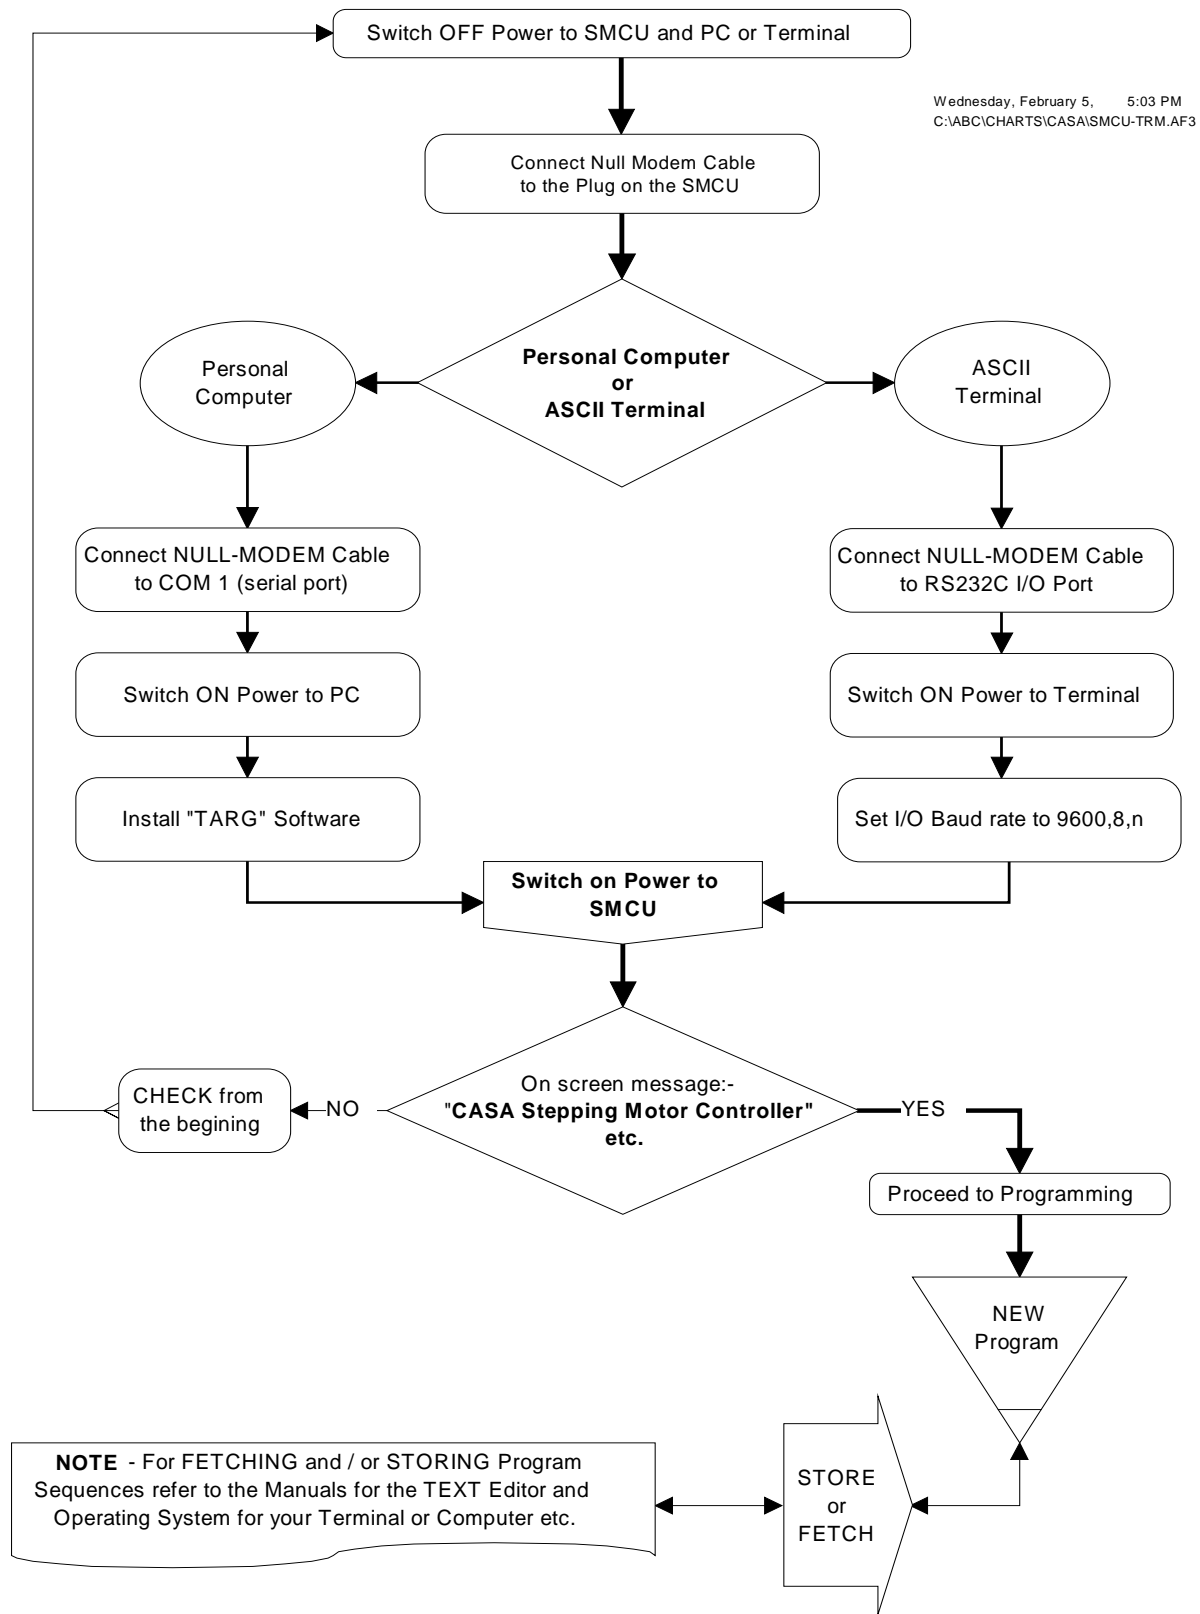 Switch OFF Power to SMCU and PC or Terminal
Wednesday, February 5, 5:03 PM
C:\ABC\CHARTS\CASA\SMCU-TRM.AF3
Connect Null Modem Cable
to the Plug on the SMCU
Personal Computer
or
ASCII Terminal
Personal
Computer
ASCII
Terminal
Connect NULL-MODEM Cable
to COM 1 (serial port)
Connect NULL-MODEM Cable
to RS232C I/O Port
Switch ON Power to PC
Switch ON Power to Terminal
Install "TARG" Software
Set I/O Baud rate to 9600,8,n
Switch on Power to
SMCU
On screen message:-
"CASA Stepping Motor Controller"
etc.
NO
YES
CHECK from
the begining
Proceed to Programming
NEW
Program
STORE
or
FETCH
NOTE - For FETCHING and / or STORING Program
Sequences refer to the Manuals for the TEXT Editor and
Operating System for your Terminal or Computer etc.